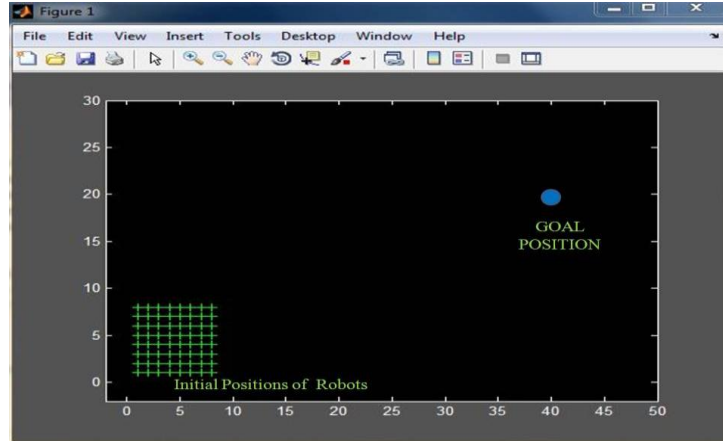 Figure 1
File Edit View Insert Tools Desktop Window Help
30
25
20
15
10
5
0
GOAL
POSITION
Initial Positions of Robots
0 5 10 15 20 25 30 35 40 45 50